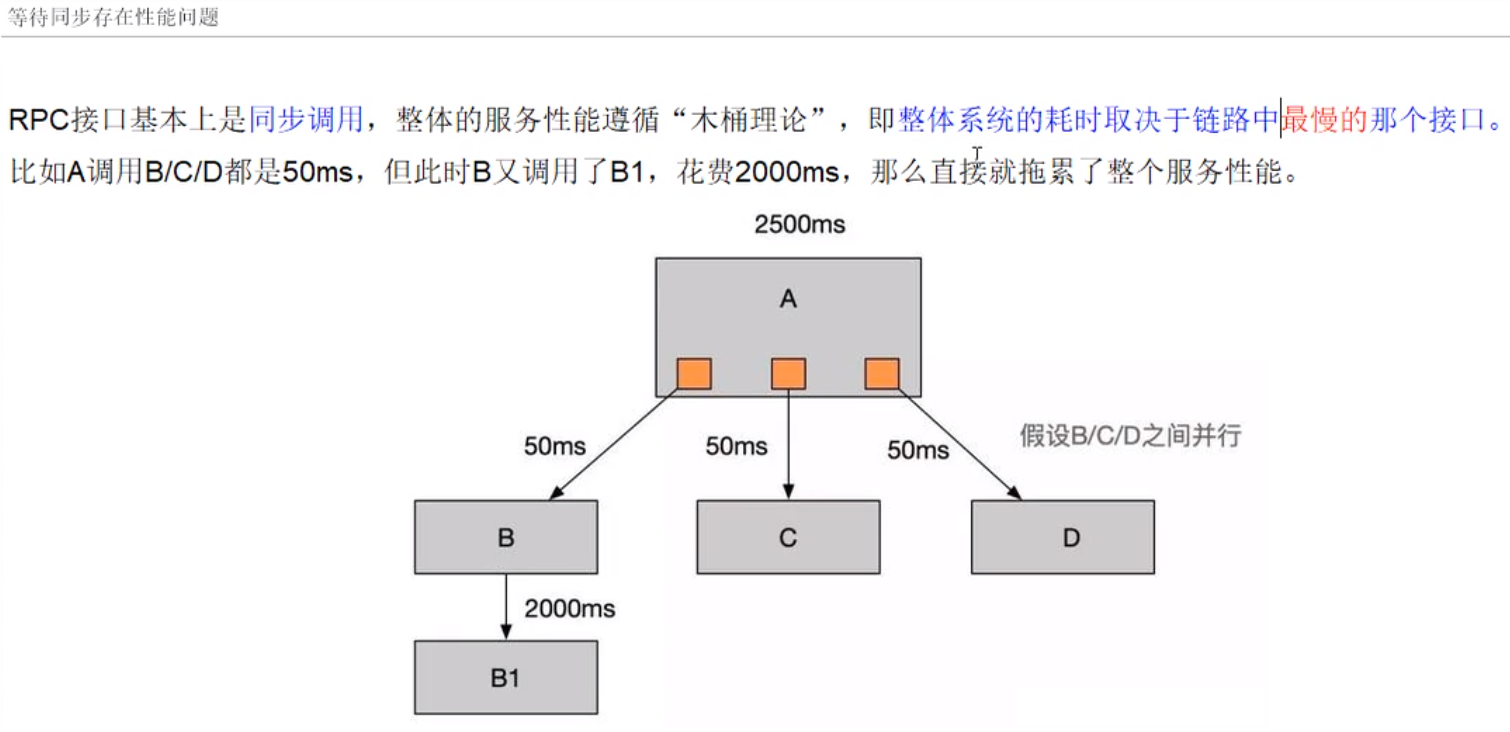 等待同步存在性能问题
RPC接口基本上是同步调用，整体的服务性能遵循“木桶理论”，即整体系统的耗时取决于链路中最慢的那个接口。
比如A调用B/C/D都是50ms，但此时B又调用了B1，花费2000ms，那么直接就拖累了整个服务性能。
2500ms
A
50ms
50ms
50ms
假设B/C/D之间并行
B
C
D
2000ms
B1